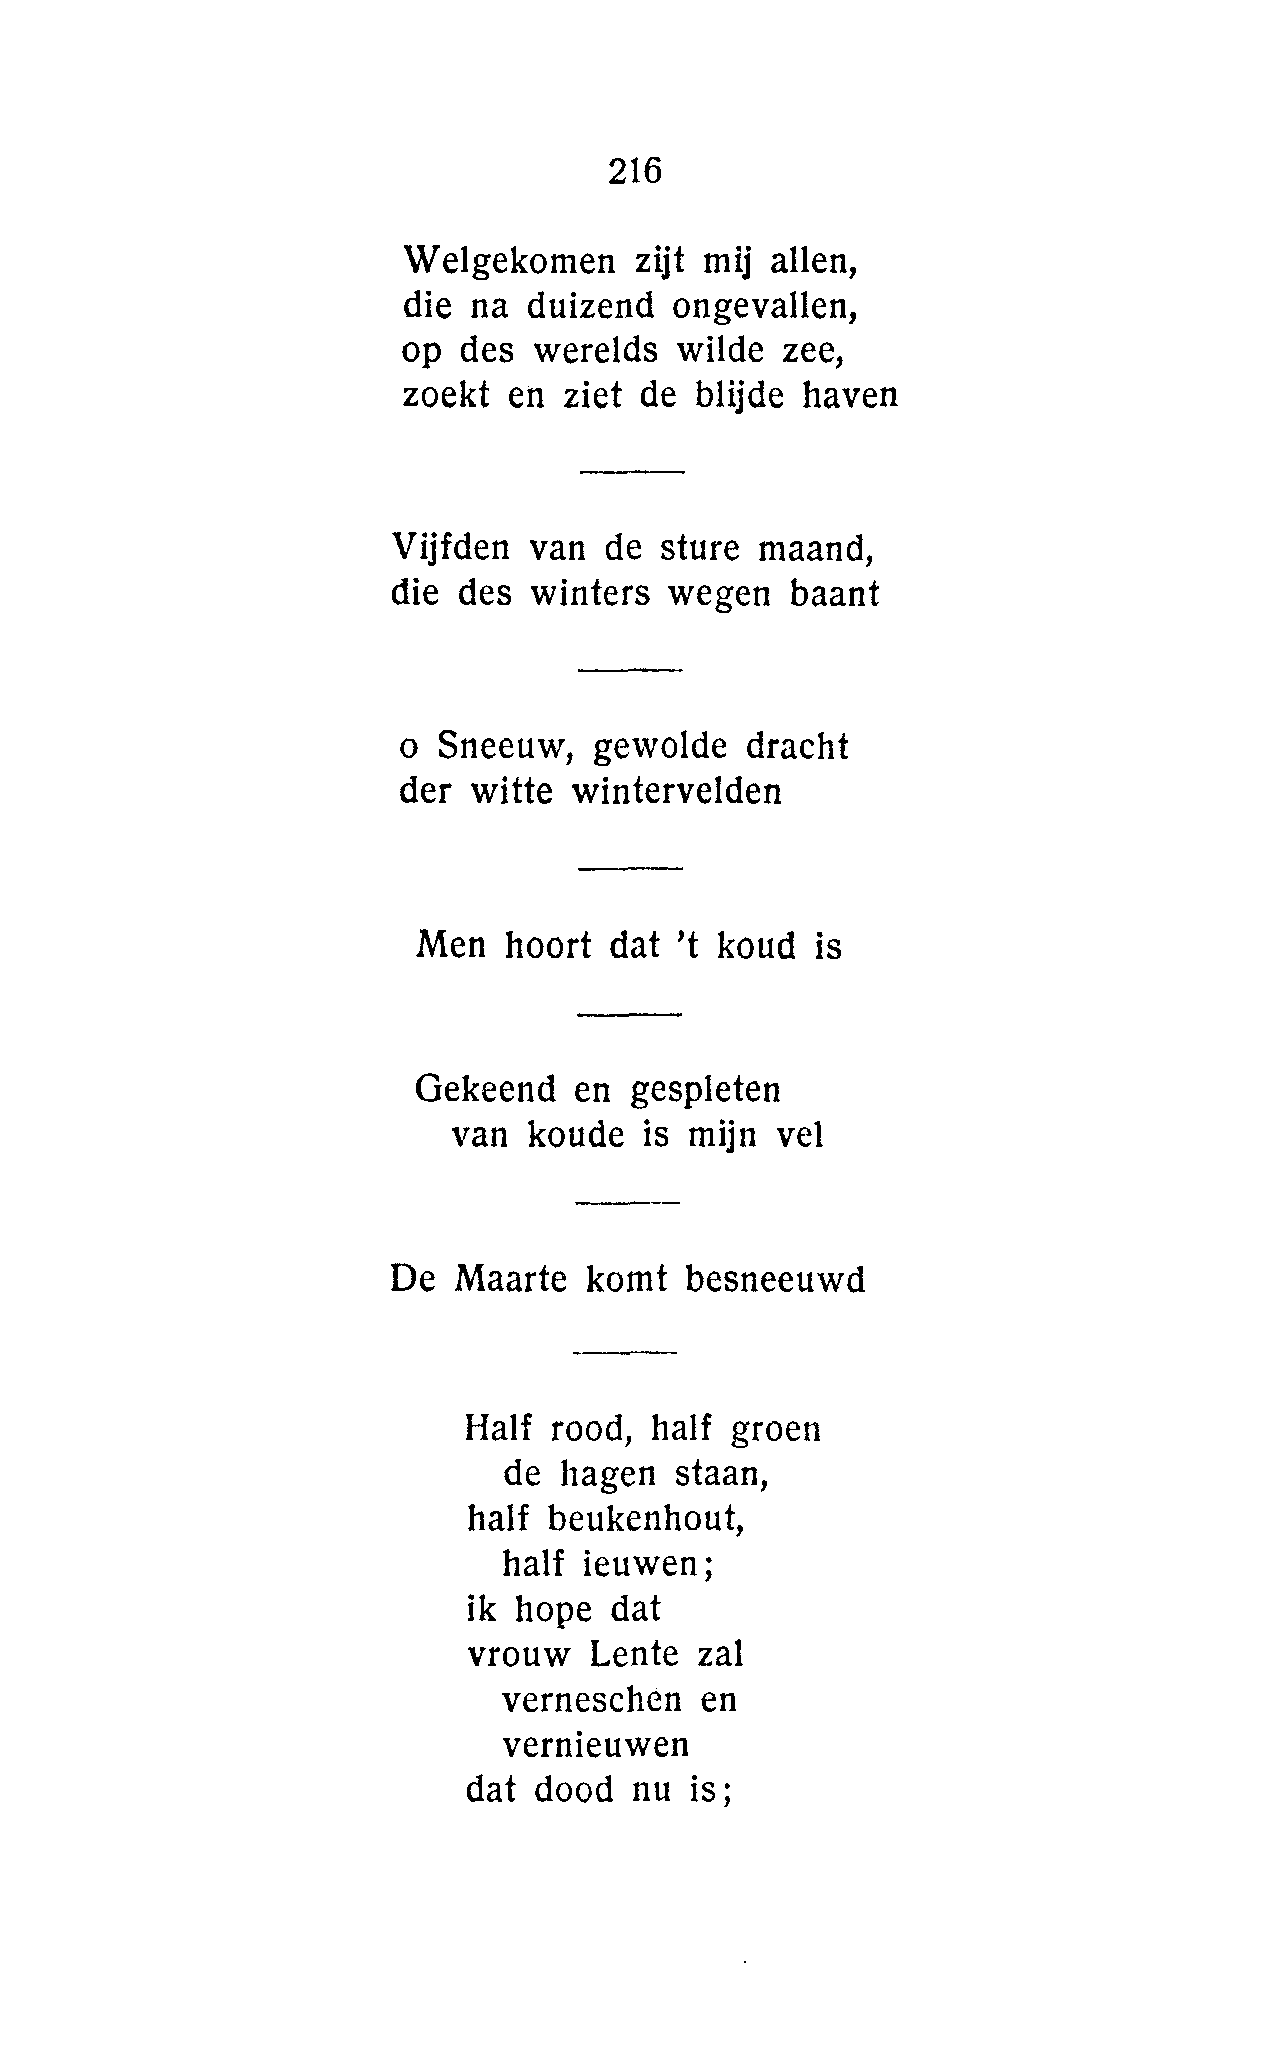 216
Welgekomen zijt mij allen,
die na duizend ongevallen,
op des werelds wilde zee,
zoekt en ziet de blijde haven
Vijfden van de sture maand,
die des winters wegen baant
o Sneeuw, gewolde dracht
der witte wintervelden
Men hoort dat 't koud is
Gekeend en gespleten
van koude is mijn vel
De Maarte komt besneeuwd
Half rood, half groen
de hagen staan,
half beukenhout,
half ieuwen;
ik hope dat
vrouw Lente zal
verneschen en
vernieuwen
dat dood nu is;